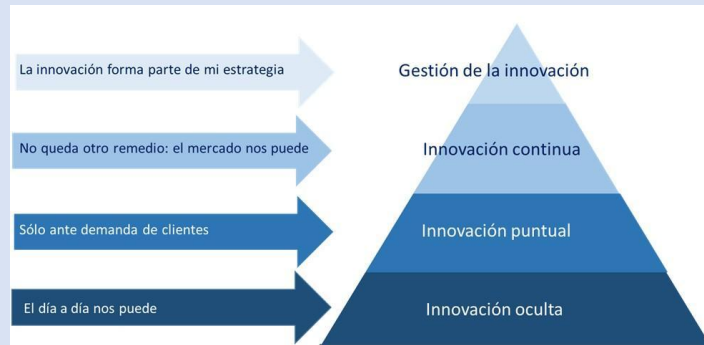 La innovación forma parte de mi estrategia
Gestión de la innovación
No queda otro remedio: el mercado nos puede
Innovación continua
Sólo ante demanda de clientes
Innovación puntual
El día a día nos puede
Innovación oculta